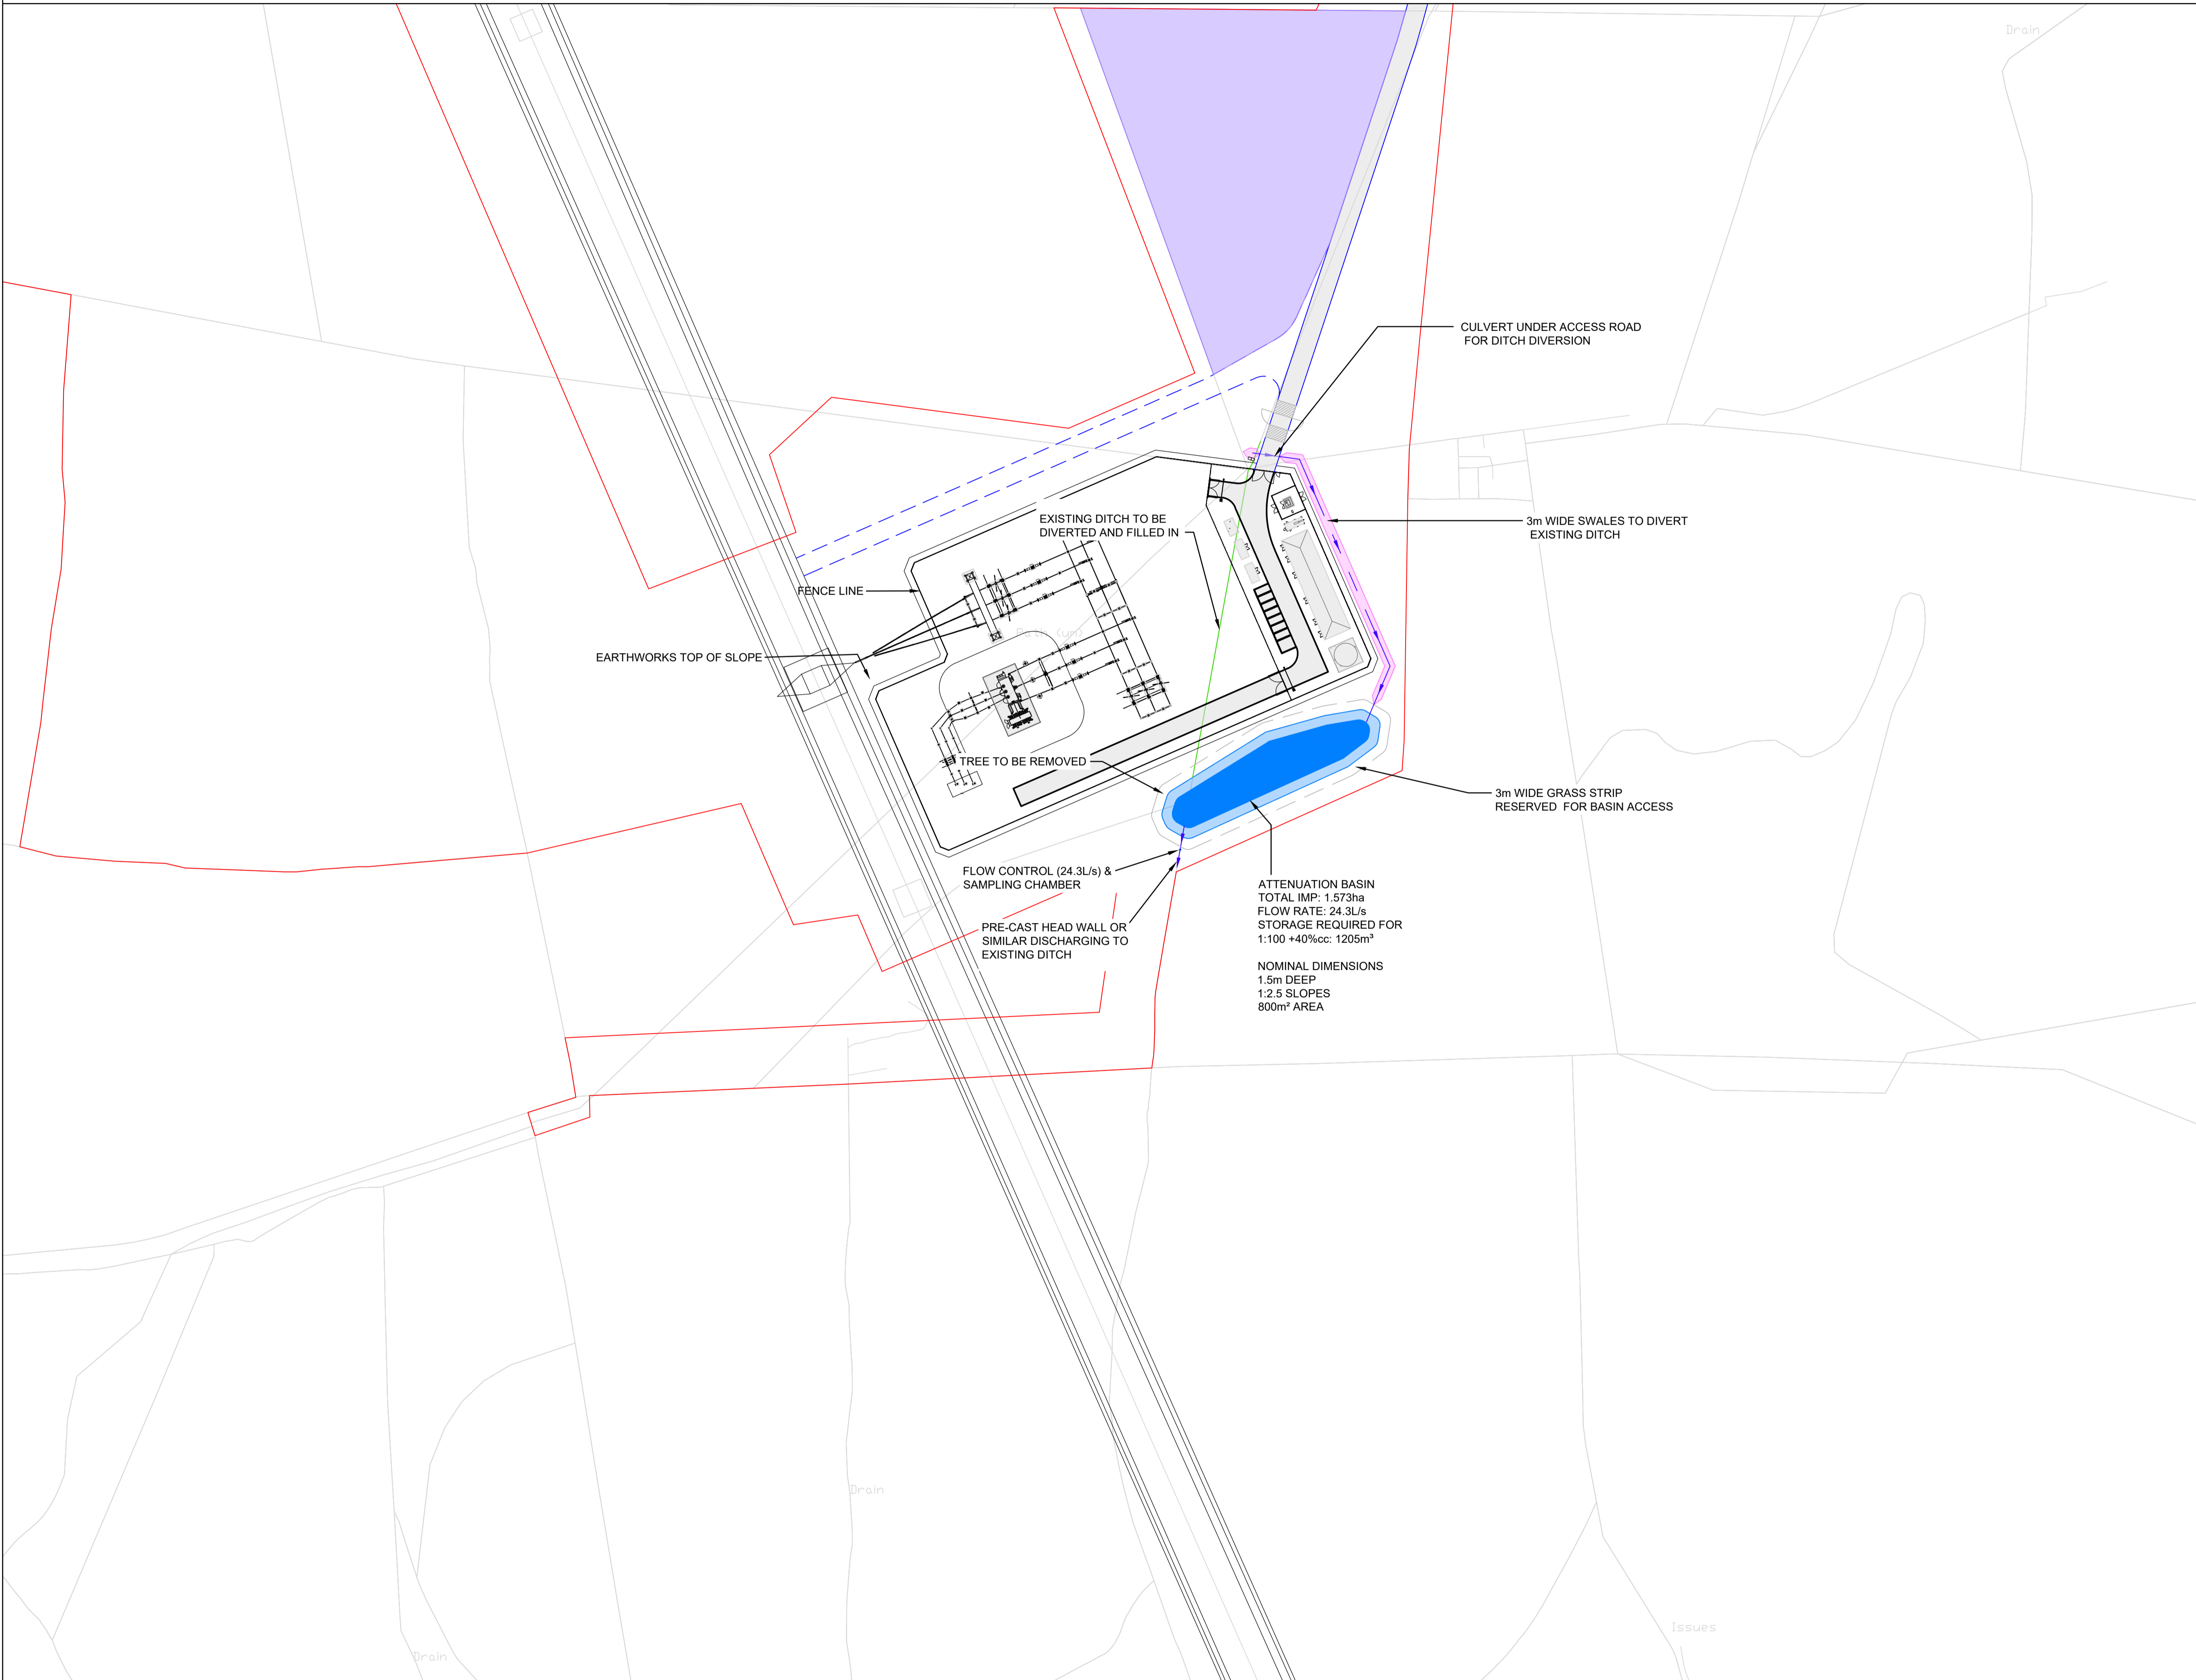 Drain
CULVERT UNDER ACCESS ROAD
FOR DITCH DIVERSION
EXISTING DITCH TO BE
DIVERTED AND FILLED IN
3m WIDE SWALES TO DIVERT
EXISTING DITCH
FENCE LINE
Path (um)
EARTHWORKS TOP OF SLOPE
TREE TO BE REMOVED
3m WIDE GRASS STRIP
RESERVED FOR BASIN ACCESS
FLOW CONTROL (24.3L/s) &
SAMPLING CHAMBER
PRE-CAST HEAD WALL OR
SIMILAR DISCHARGING TO
EXISTING DITCH
ATTENUATION BASIN
TOTAL IMP: 1.573ha
FLOW RATE: 24.3L/s
STORAGE REQUIRED FOR
1:100 +40%cc: 1205m³
NOMINAL DIMENSIONS
1.5m DEEP
1:2.5 SLOPES
800m² AREA
Drain
Issues
Drain